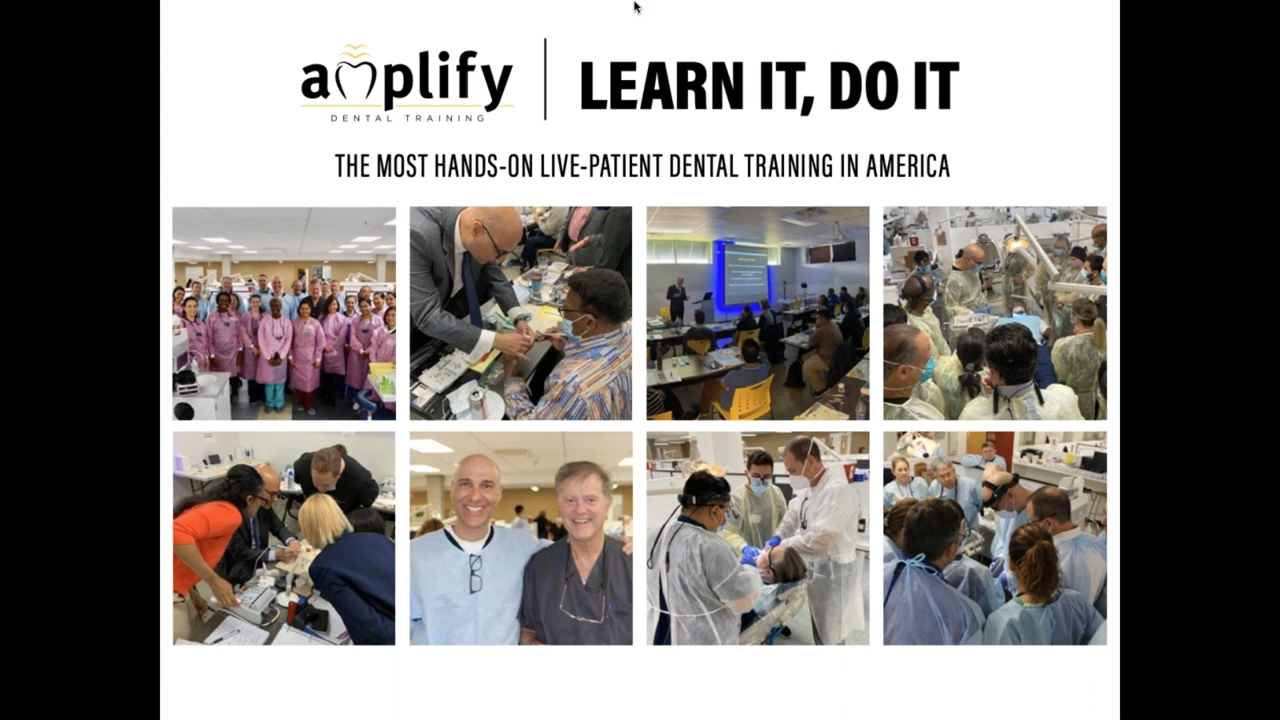 amplify
DENTAL TRAINING
LEARN IT, DO IT
THE MOST HANDS-ON LIVE-PATIENT DENTAL TRAINING IN AMERICA